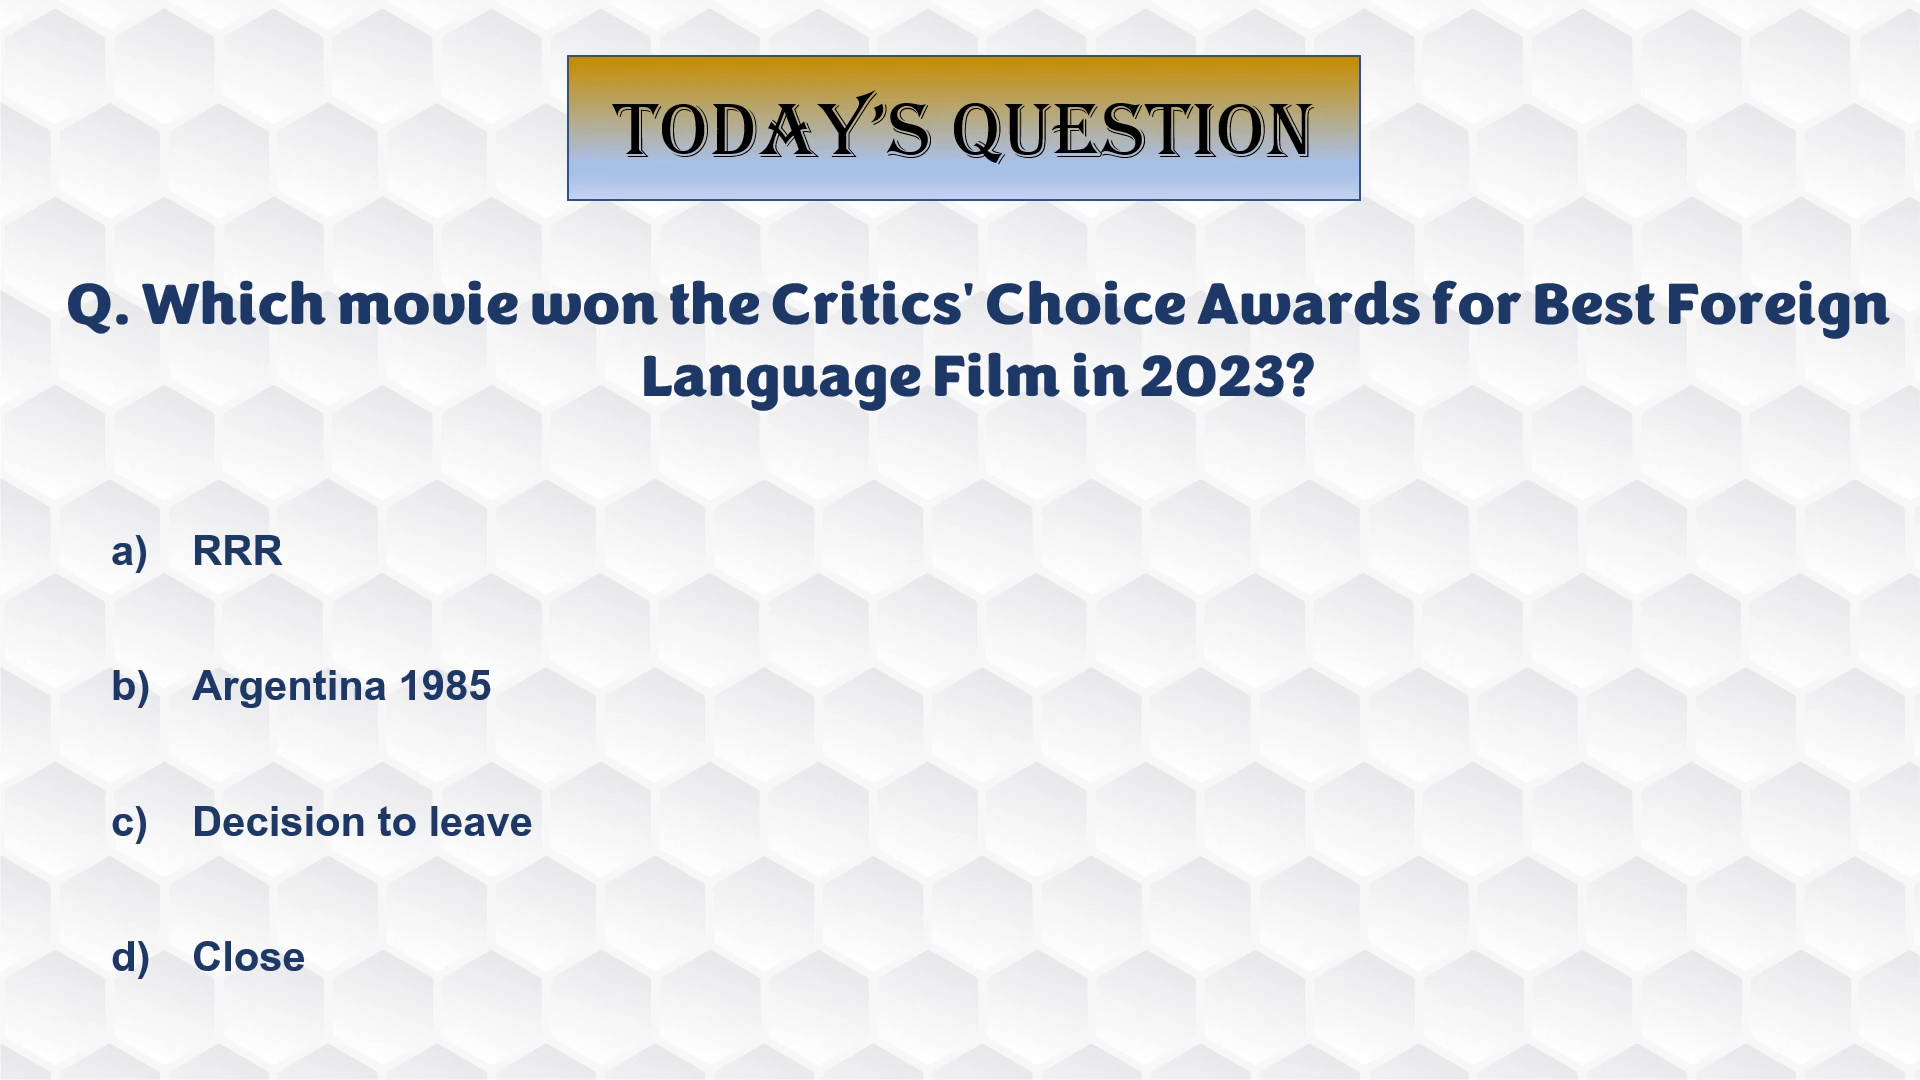 TODAY'S QUESTION
Q. Which movie won the Critics' Choice Awards for Best Foreign
Language Film in 2023?
a) RRR
b) Argentina 1985
c) Decision to leave
d) Close